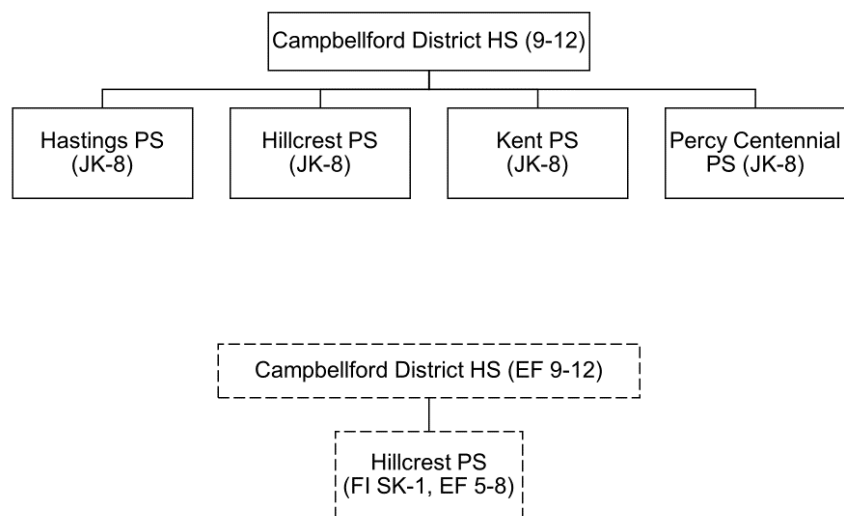 Campbellford District HS (9-12)
Hastings PS
(JK-8)
Hillcrest PS
(JK-8)
Kent PS
(JK-8)
Percy Centennial
PS (JK-8)
Campbellford District HS (EF 9-12)
Hillcrest PS
(FI SK-1, EF 5-8)